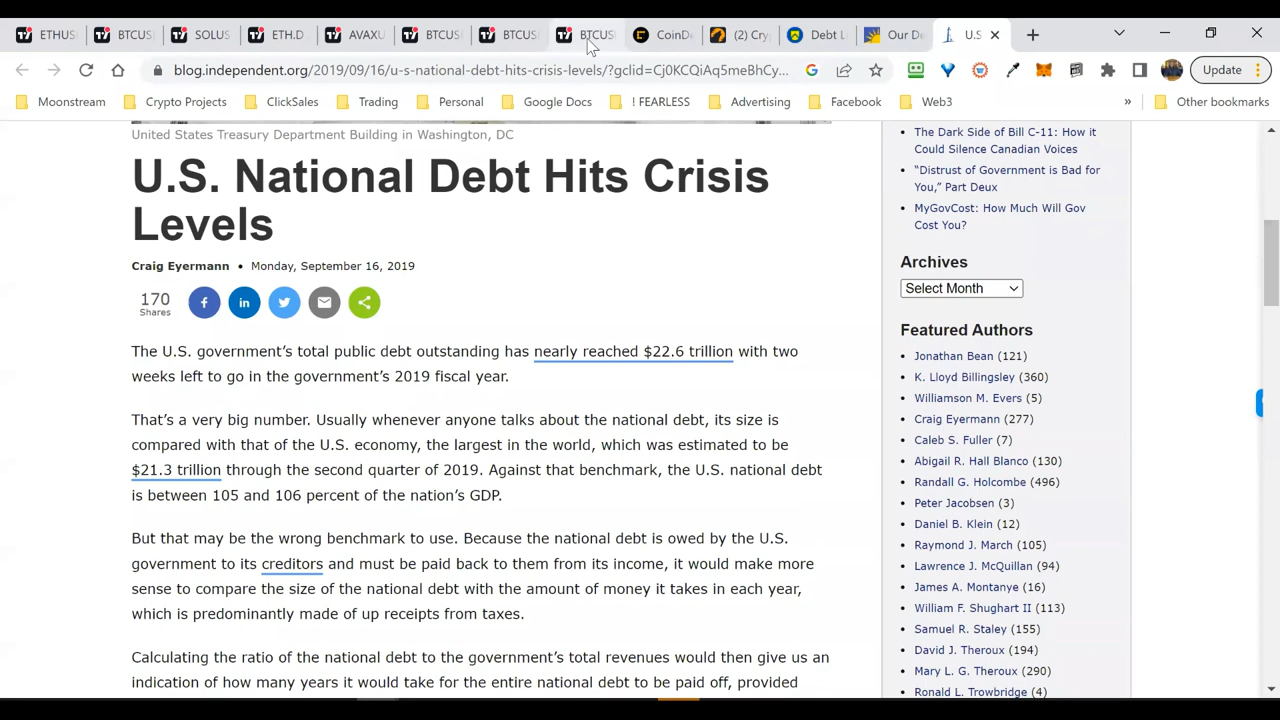 ETHUS
BTCUS
SOLUS
ETH.D
AVAXU
BTCUS
BTCUS
BTCUS
CoinDe
(2) Cry
Debt L
Our De
U.S
Update
blog.independent.org/2019/09/16/u-s-national-debt-hits-crisis-levels/?gclid=Cj0KCQiAq5meBhCy...
Moonstream
Crypto Projects
ClickSales
Trading
Personal
Google Docs
! FEARLESS
Advertising
Facebook
Web3
»
Other bookmarks
United States Treasury Department Building in Washington, DC
U.S. National Debt Hits Crisis
Levels
Craig Eyermann • Monday, September 16, 2019
170
Shares
The U.S. government’s total public debt outstanding has nearly reached $22.6 trillion with two
weeks left to go in the government’s 2019 fiscal year.
That’s a very big number. Usually whenever anyone talks about the national debt, its size is
compared with that of the U.S. economy, the largest in the world, which was estimated to be
$21.3 trillion through the second quarter of 2019. Against that benchmark, the U.S. national debt
is between 105 and 106 percent of the nation’s GDP.
But that may be the wrong benchmark to use. Because the national debt is owed by the U.S.
government to its creditors and must be paid back to them from its income, it would make more
sense to compare the size of the national debt with the amount of money it takes in each year,
which is predominantly made of up receipts from taxes.
Calculating the ratio of the national debt to the government’s total revenues would then give us an
indication of how many years it would take for the entire national debt to be paid off, provided
The Dark Side of Bill C-11: How it
Could Silence Canadian Voices
“Distrust of Government is Bad for
You,” Part Deux
MyGovCost: How Much Will Gov
Cost You?
Archives
Select Month
Featured Authors
Jonathan Bean (121)
K. Lloyd Billingsley (360)
Williamson M. Evers (5)
Craig Eyermann (277)
Caleb S. Fuller (7)
Abigail R. Hall Blanco (130)
Randall G. Holcombe (496)
Peter Jacobsen (3)
Daniel B. Klein (12)
Raymond J. March (105)
Lawrence J. McQuillan (94)
James A. Montanye (16)
William F. Shughart II (113)
Samuel R. Staley (155)
David J. Theroux (194)
Mary L. G. Theroux (290)
Ronald L. Trowbridge (4)